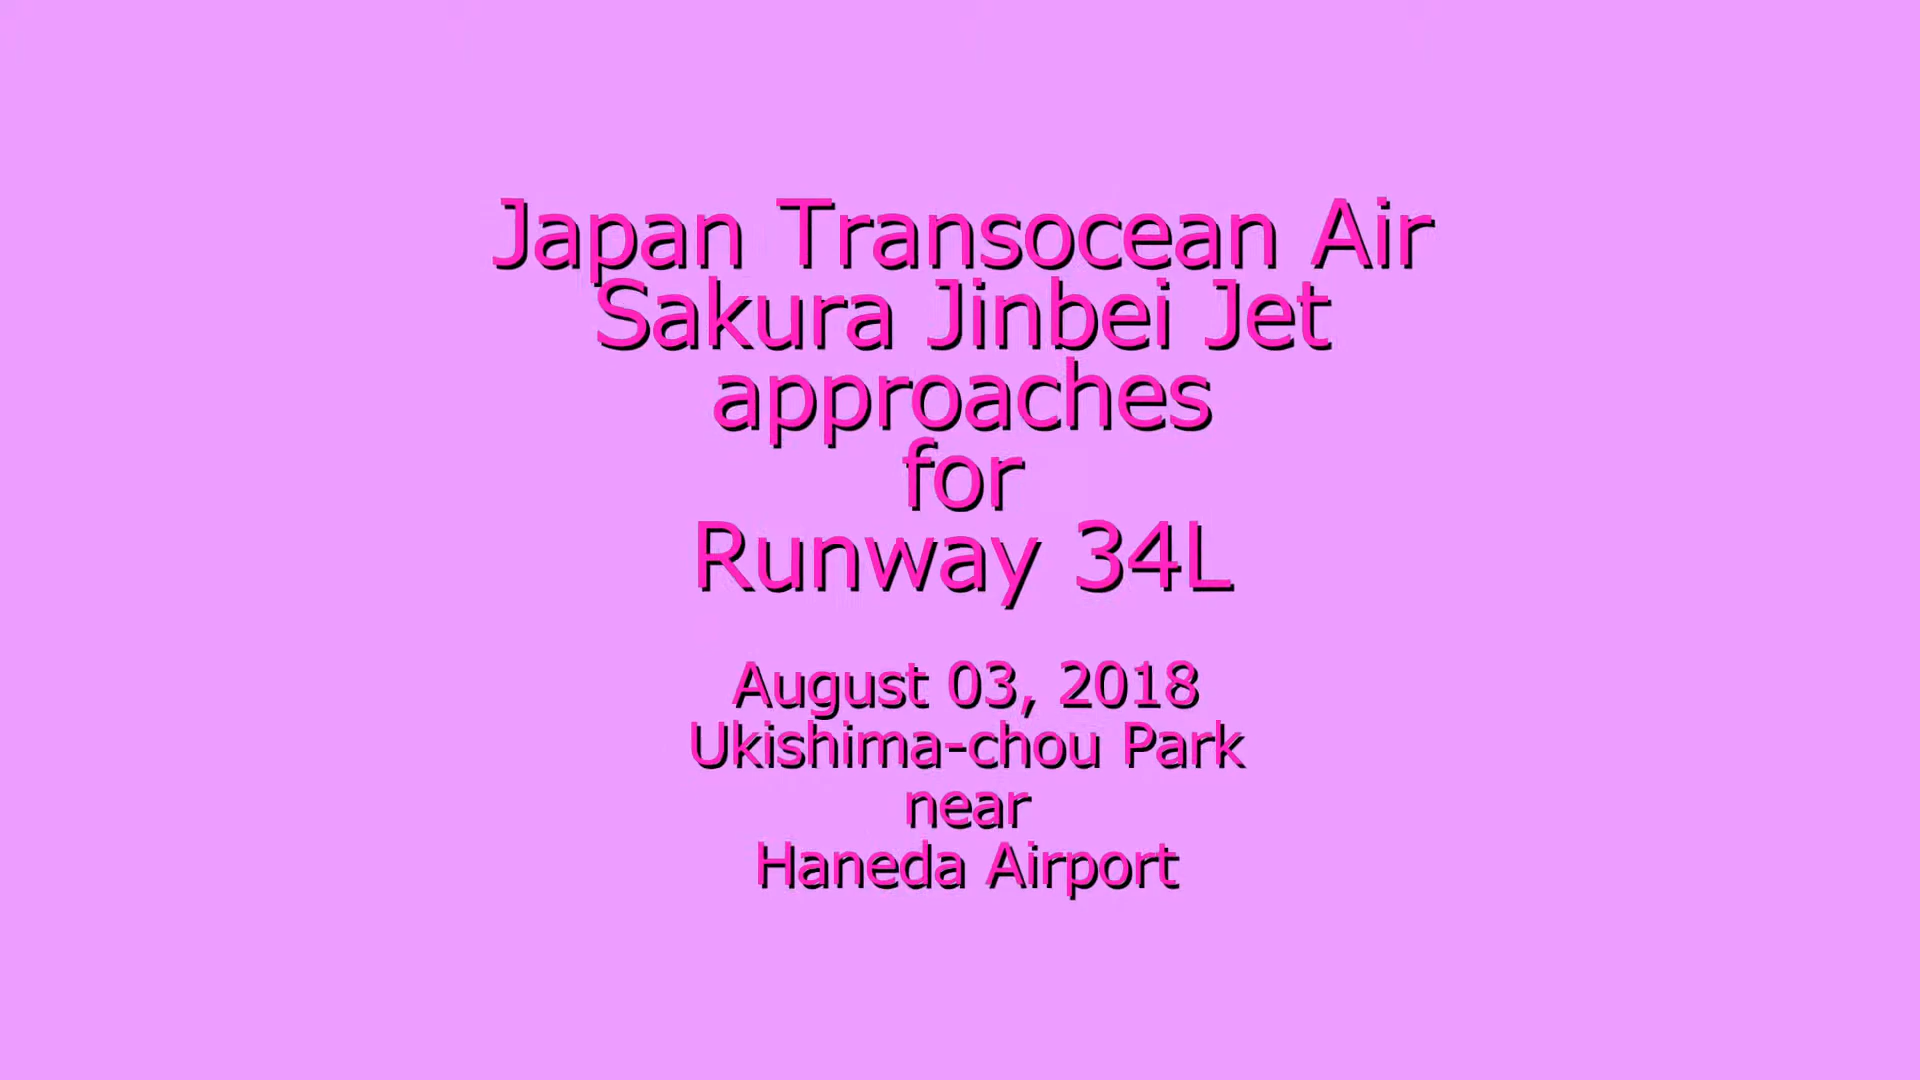 Japan Transocean Air
Sakura Jinbei Jet
approaches
for
Runway 34L
August 03, 2018
Ukishima-chou Park
near
Haneda Airport